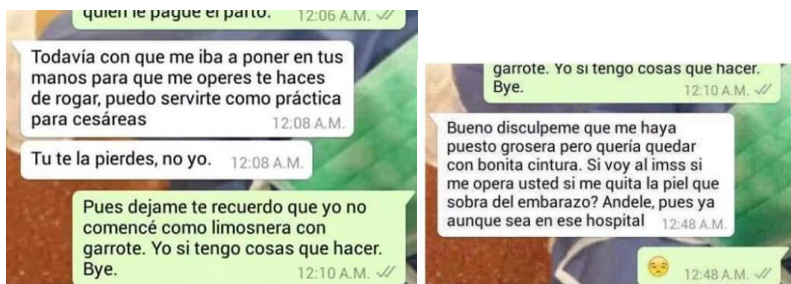 quien le pague el parto. 12:06 A.M.
Todavía con que me iba a poner en tus
manos para que me operes te haces
de rogar, puedo servirte como práctica
para cesáreas
12:08 A.M.
Tu te la pierdes, no yo. 12:08 A.M.
Pues dejame te recuerdo que yo no
comencé como limosnera con
garrote. Yo si tengo cosas que hacer.
Bye.
12:10 A.M.
garrote. Yo si tengo cosas que hacer.
Bye.
12:10 A.M.
Bueno disculpeme que me haya
puesto grosera pero quería quedar
con bonita cintura. Si voy al imss si
me opera usted si me quita la piel que
sobra del embarazo? Andele, pues ya
aunque sea en ese hospital 12:48 A.M.
12:48 A.M.